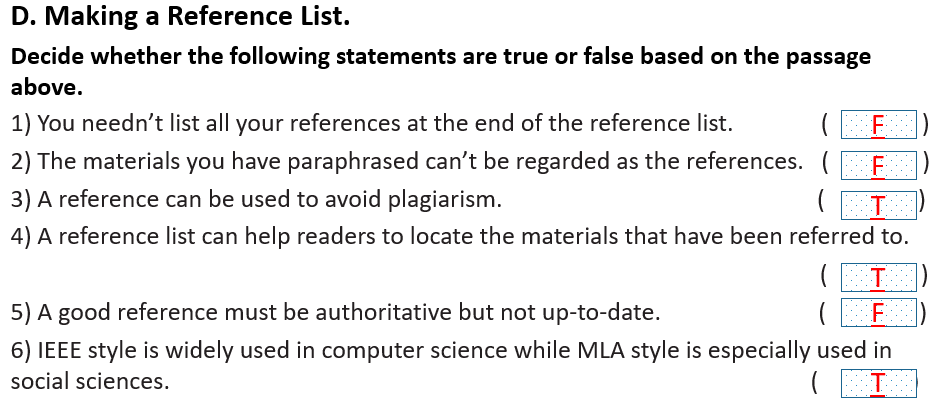 D. Making a Reference List.
Decide whether the following statements are true or false based on the passage
above.
1) You needn’t list all your references at the end of the reference list. ( F )
2) The materials you have paraphrased can’t be regarded as the references. ( F )
3) A reference can be used to avoid plagiarism. ( T )
4) A reference list can help readers to locate the materials that have been referred to.
( T )
5) A good reference must be authoritative but not up-to-date. ( F )
6) IEEE style is widely used in computer science while MLA style is especially used in
social sciences. ( T